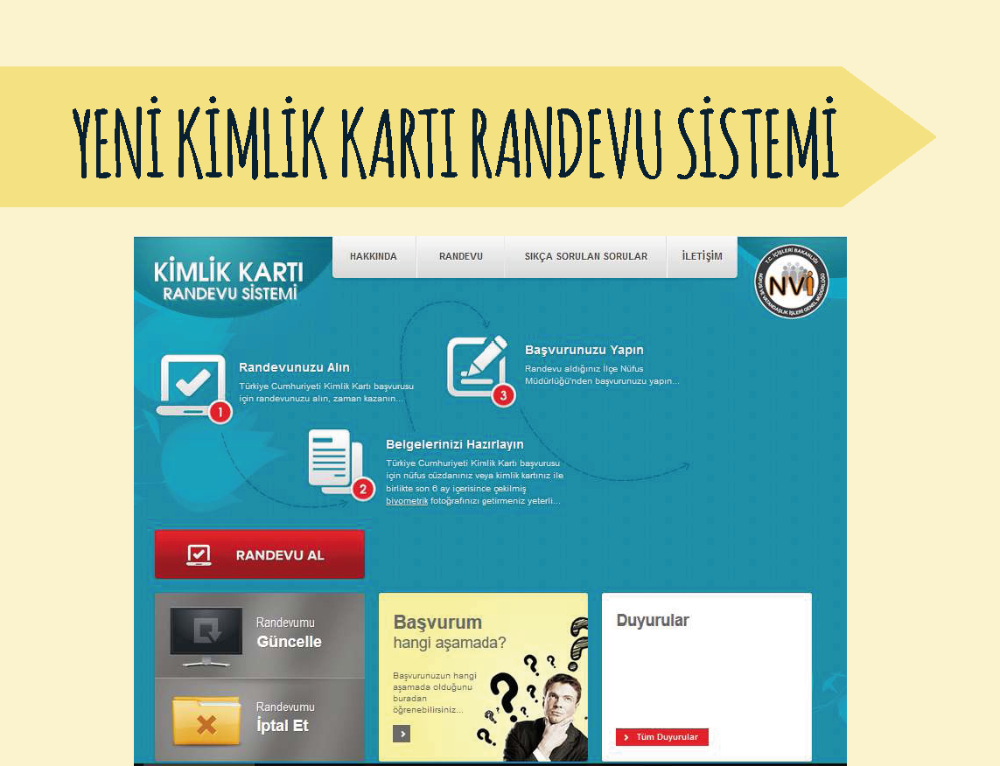 YENİ KİMLİK KARTI RANDEVU SİSTEMİ
KİMLİK KARTI
RANDEVU SİSTEMİ
HAKKINDA
RANDEVU
SIKÇA SORULAN SORULAR
İLETİŞİM
T.C. İÇİŞLERİ BAKANLIĞI
NVİ
NÜFUS VE VATANDAŞLIK İŞLERİ GENEL MÜDÜRLÜĞÜ
Randevunuzu Alın
Türkiye Cumhuriyeti Kimlik Kartı başvurusu
için randevunuzu alın, zaman kazanın...
1
Başvurunuzu Yapın
Randevu aldığınız İlçe Nüfus
Müdürlüğü'nden başvurunuzu yapın...
3
Belgelerinizi Hazırlayın
Türkiye Cumhuriyeti Kimlik Kartı başvurusu
için nüfus cüzdanınız veya kimlik kartınız ile
birlikte son 6 ay içerisince çekilmiş
biyometrik fotoğrafınızı getirmeniz yeterli...
2
RANDEVU AL
Randevumu
Güncelle
Randevumu
İptal Et
Başvurum
hangi aşamada?
Başvurunuzun hangi
aşamada olduğunu
buradan
öğrenebilirsiniz...
Duyurular
Tüm Duyurular